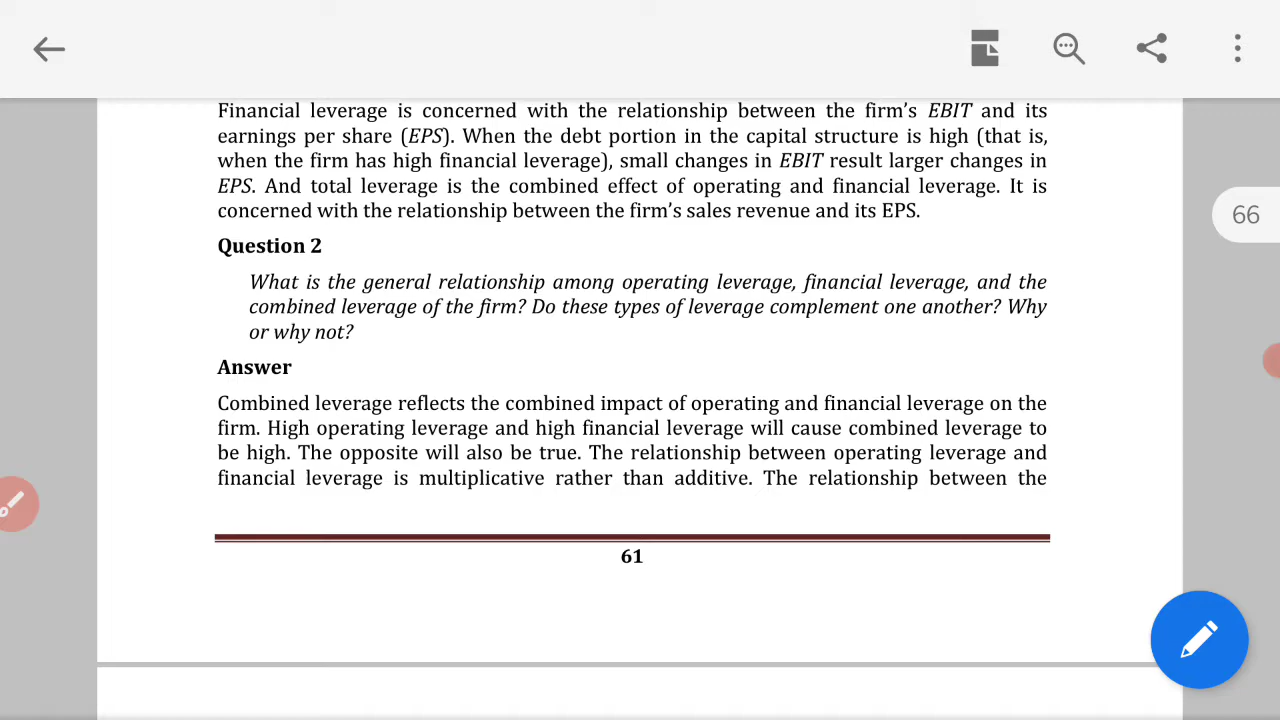 Financial leverage is concerned with the relationship between the firm's EBIT and its
earnings per share (EPS). When the debt portion in the capital structure is high (that is,
when the firm has high financial leverage), small changes in EBIT result larger changes in
EPS. And total leverage is the combined effect of operating and financial leverage. It is
concerned with the relationship between the firm's sales revenue and its EPS.
66
Question 2
What is the general relationship among operating leverage, financial leverage, and the
combined leverage of the firm? Do these types of leverage complement one another? Why
or why not?
Answer
Combined leverage reflects the combined impact of operating and financial leverage on the
firm. High operating leverage and high financial leverage will cause combined leverage to
be high. The opposite will also be true. The relationship between operating leverage and
financial leverage is multiplicative rather than additive. The relationship between the
61